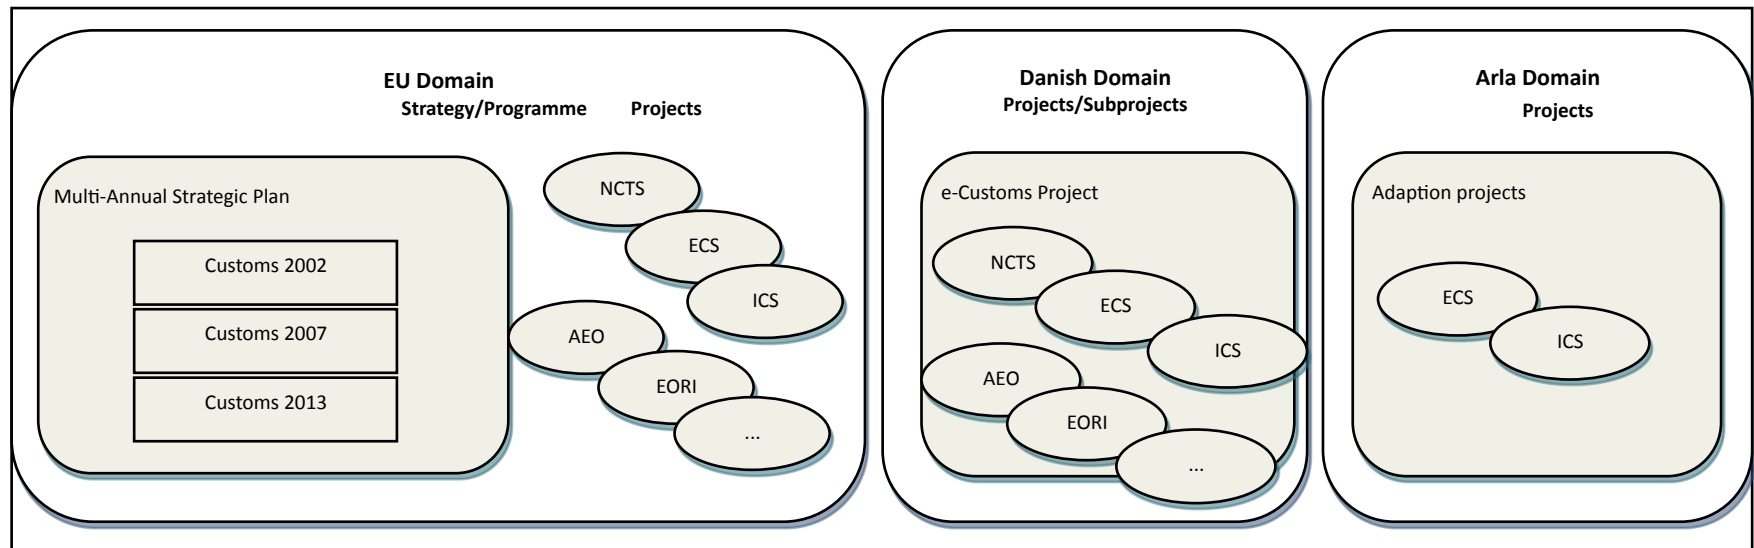 EU Domain
Strategy/Programme Projects
Multi-Annual Strategic Plan
Customs 2002
Customs 2007
Customs 2013
NCTS
ECS
ICS
AEO
EORI
...
Danish Domain
Projects/Subprojects
e-Customs Project
NCTS
ECS
ICS
AEO
EORI
...
Arla Domain
Projects
Adaption projects
ECS
ICS